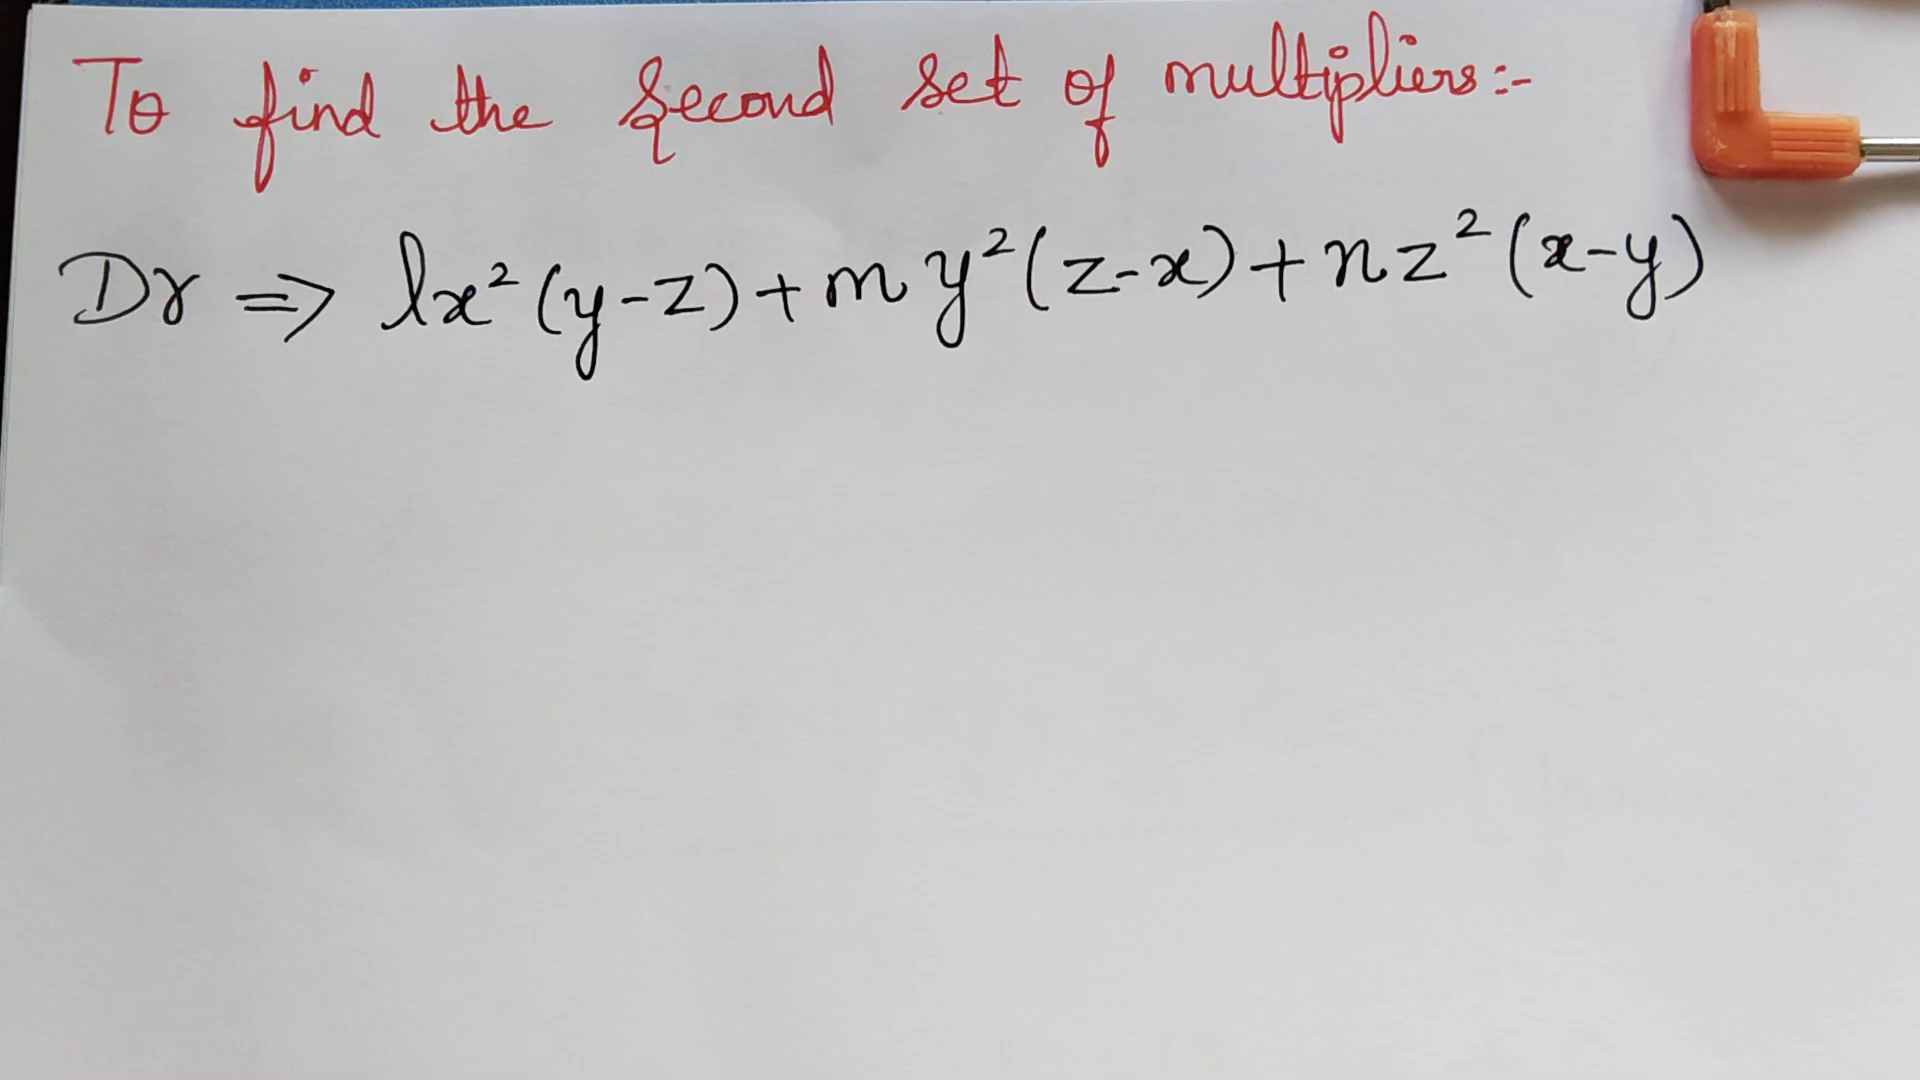 To find the second set of multipliers:-
Dr ⇒ lx²(y-z)+my²(z-x)+nz²(x-y)